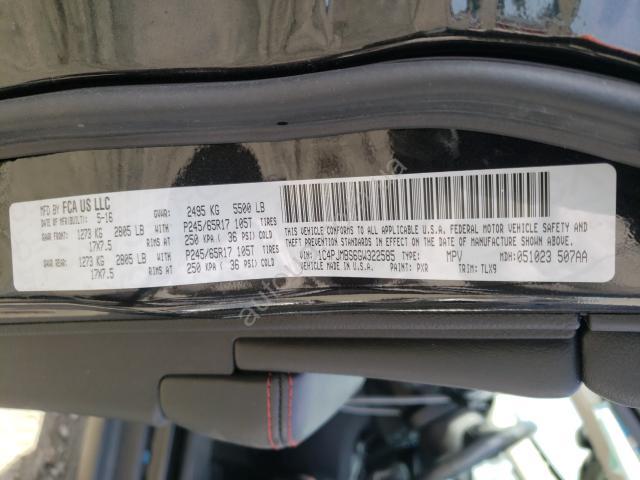 MFD BY FCA US LLC
DATE OF MFR(BUILT): 5-16
GVWR: 2495 KG 5500 LB
GAWR FRONT: 1273 KG 2805 LB WITH P245/65R17 105T TIRES
17X7.5 RIMS AT 250 KPA ( 36 PSI) COLD
GAWR REAR: 1273 KG 2805 LB WITH P245/65R17 105T TIRES
17X7.5 RIMS AT 250 KPA ( 36 PSI) COLD
THIS VEHICLE CONFORMS TO ALL APPLICABLE U.S.A. FEDERAL MOTOR VEHICLE SAFETY AND
THEFT PREVENTION STANDARDS IN EFFECT ON THE DATE OF MANUFACTURE SHOWN ABOVE.
VIN: 1C4PJMBS6GW322585 TYPE: MPV MDH: 051023 507AA
VEHICLE MADE IN U.S.A. PAINT: PXR TRIM: TLX9